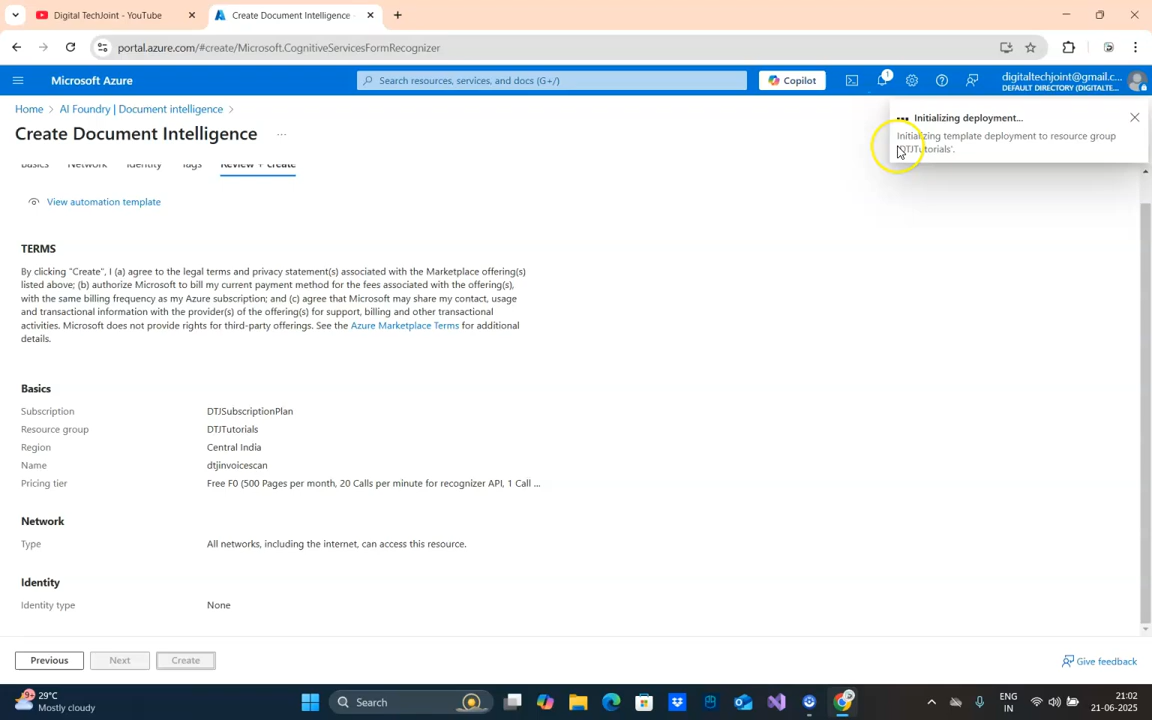 Digital TechJoint - YouTube
Create Document Intelligence
portal.azure.com/#create/Microsoft.CognitiveServicesFormRecognizer
Microsoft Azure
Search resources, services, and docs (G+/)
Copilot
1
digitaltechjoint@gmail.c...
DEFAULT DIRECTORY (DIGITALTE...
Home
AI Foundry | Document intelligence
Create Document Intelligence
...
Initializing deployment...
Initializing template deployment to resource group
'DTJTutorials'.
Basics Network Identity Tags Review + create
View automation template
TERMS
By clicking "Create", I (a) agree to the legal terms and privacy statement(s) associated with the Marketplace offering(s)
listed above; (b) authorize Microsoft to bill my current payment method for the fees associated with the offering(s),
with the same billing frequency as my Azure subscription; and (c) agree that Microsoft may share my contact, usage
and transactional information with the provider(s) of the offering(s) for support, billing and other transactional
activities. Microsoft does not provide rights for third-party offerings. See the Azure Marketplace Terms for additional
details.
Basics
Subscription DTJSubscriptionPlan
Resource group DTJTutorials
Region Central India
Name dtjinvoicescan
Pricing tier Free F0 (500 Pages per month, 20 Calls per minute for recognizer API, 1 Call ...
Network
Type All networks, including the internet, can access this resource.
Identity
Identity type None
Previous Next Create
Give feedback
9+
29°C
Mostly cloudy
Search
ENG
IN
21:02
21-06-2025